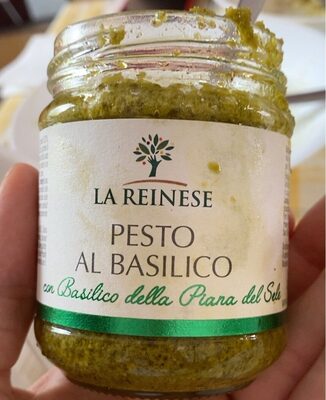 LA REINESE
PESTO
AL BASILICO
con Basilico della Piana del Sele